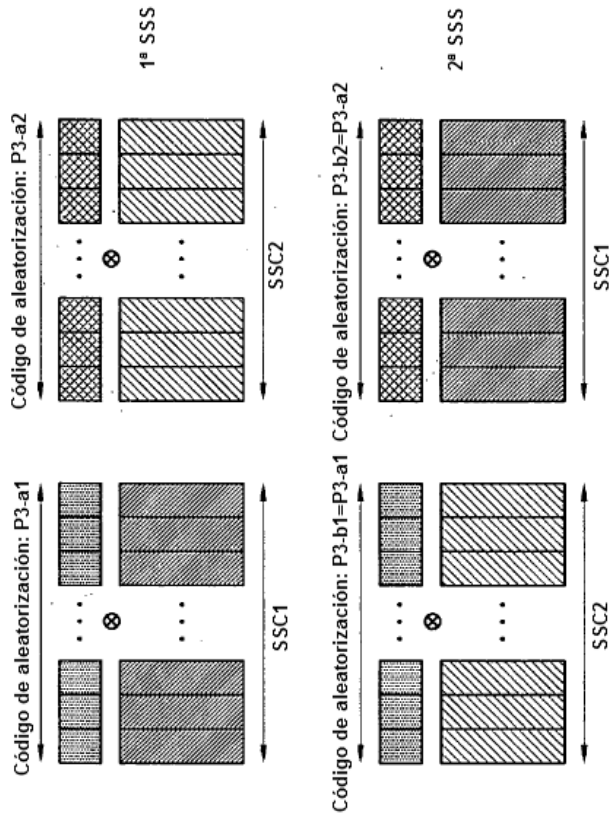 Código de aleatorización: P3-a1
Código de aleatorización: P3-a2
1ª SSS
SSC1
SSC2
Código de aleatorización: P3-b1=P3-a1
Código de aleatorización: P3-b2=P3-a2
2ª SSS
SSC2
SSC1